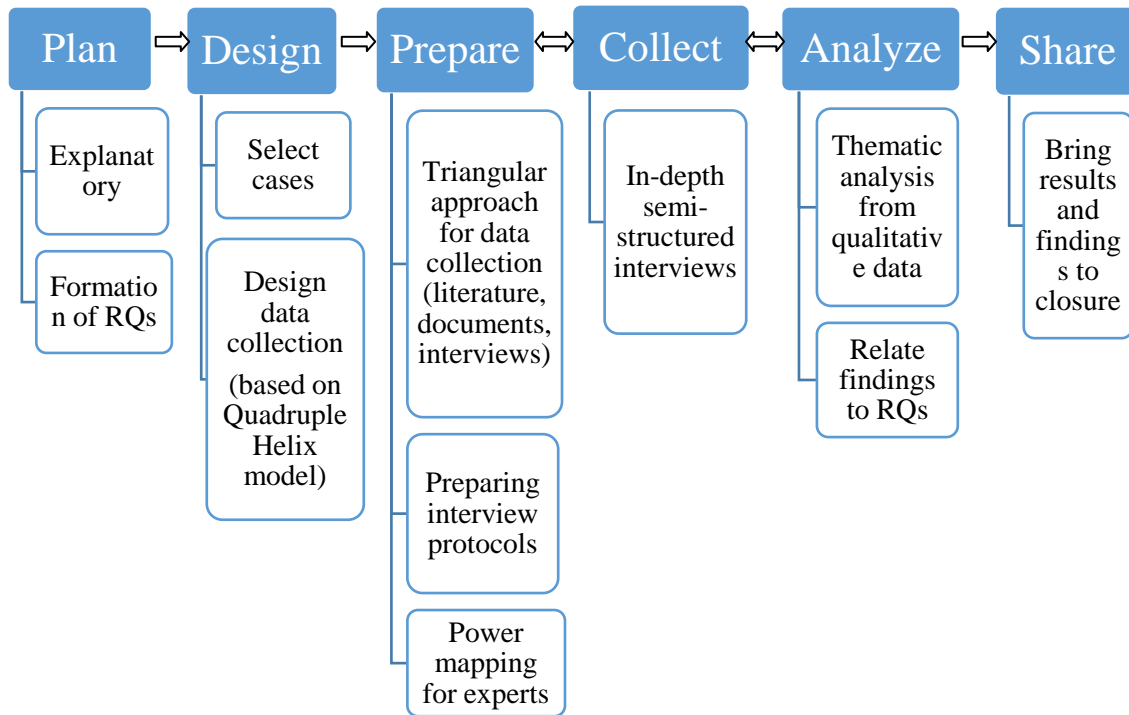 Plan
Design
Prepare
Collect
Analyze
Share
Explanat
ory
Formatio
n of RQs
Select
cases
Design
data
collection
(based on
Quadruple
Helix
model)
Triangular
approach
for data
collection
(literature,
documents,
interviews)
Preparing
interview
protocols
Power
mapping
for experts
In-depth
semi-
structured
interviews
Thematic
analysis
from
qualitativ
e data
Relate
findings
to RQs
Bring
results
and
finding
s to
closure